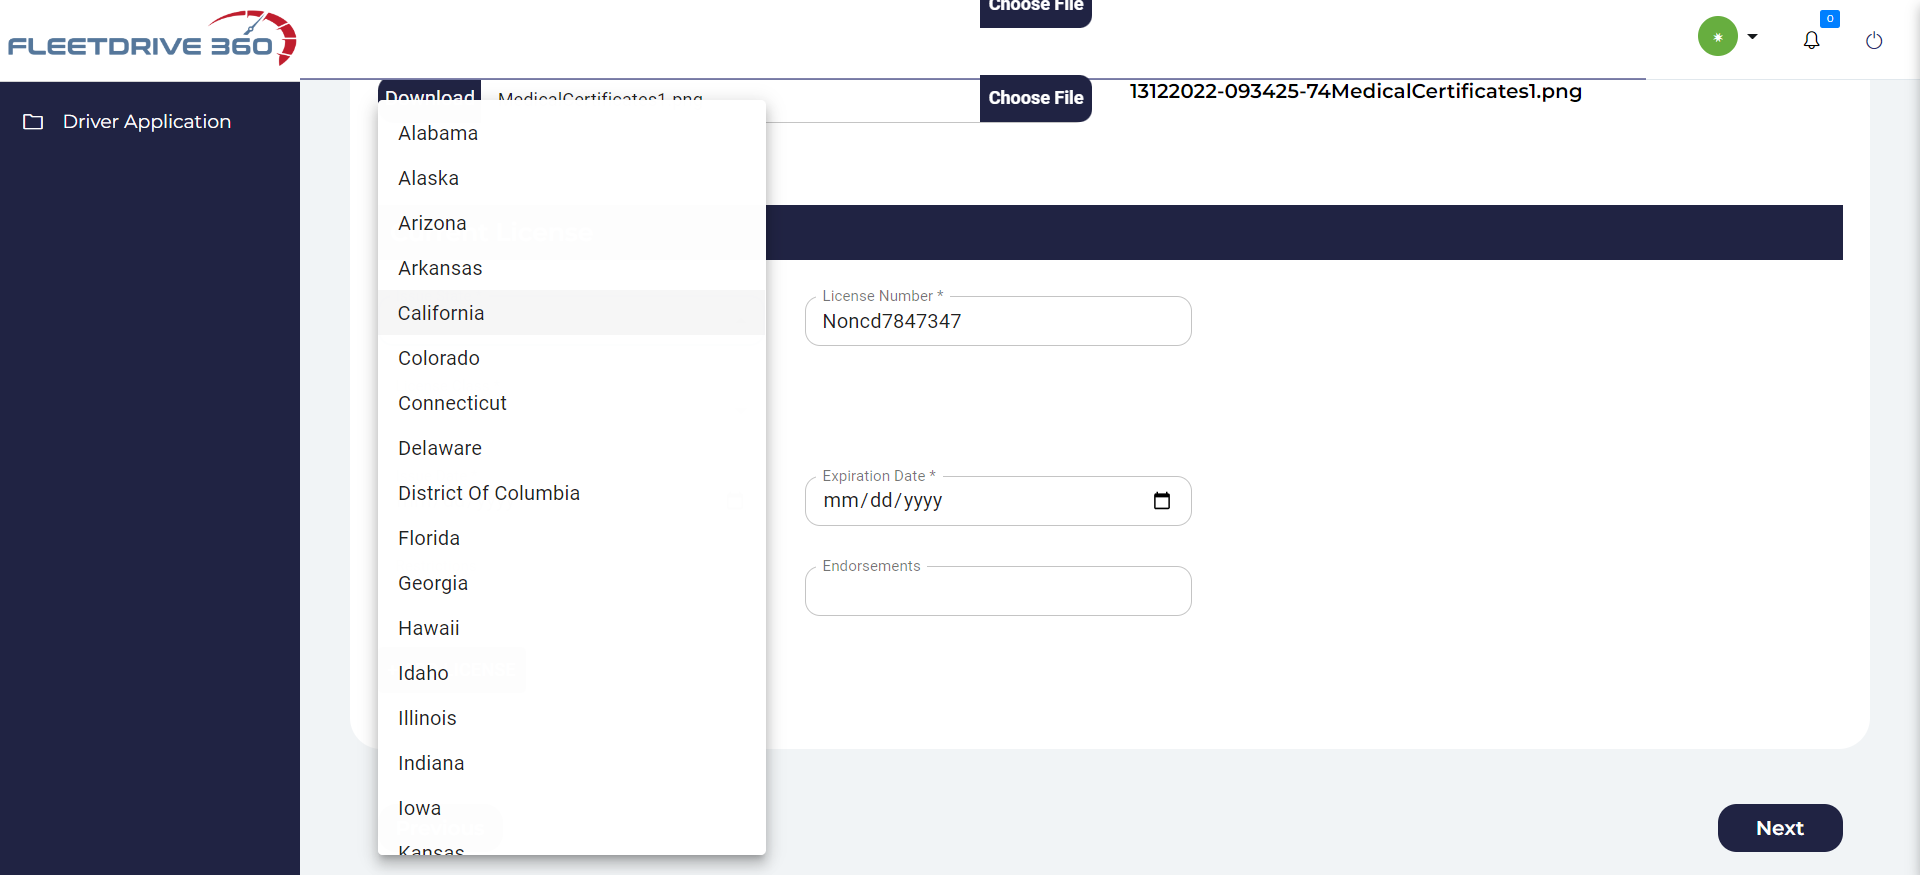 FLEETDRIVE 360
Choose File
0
Driver Application
Download
MedicalCertificates1.png
Choose File
13122022-093425-74MedicalCertificates1.png
Alabama
Alaska
Arizona
Arkansas
California
Colorado
Connecticut
Delaware
District Of Columbia
Florida
Georgia
Hawaii
Idaho
Illinois
Indiana
Iowa
Kansas
License Number *
Noncd7847347
Expiration Date *
mm/dd/yyyy
Endorsements
Next